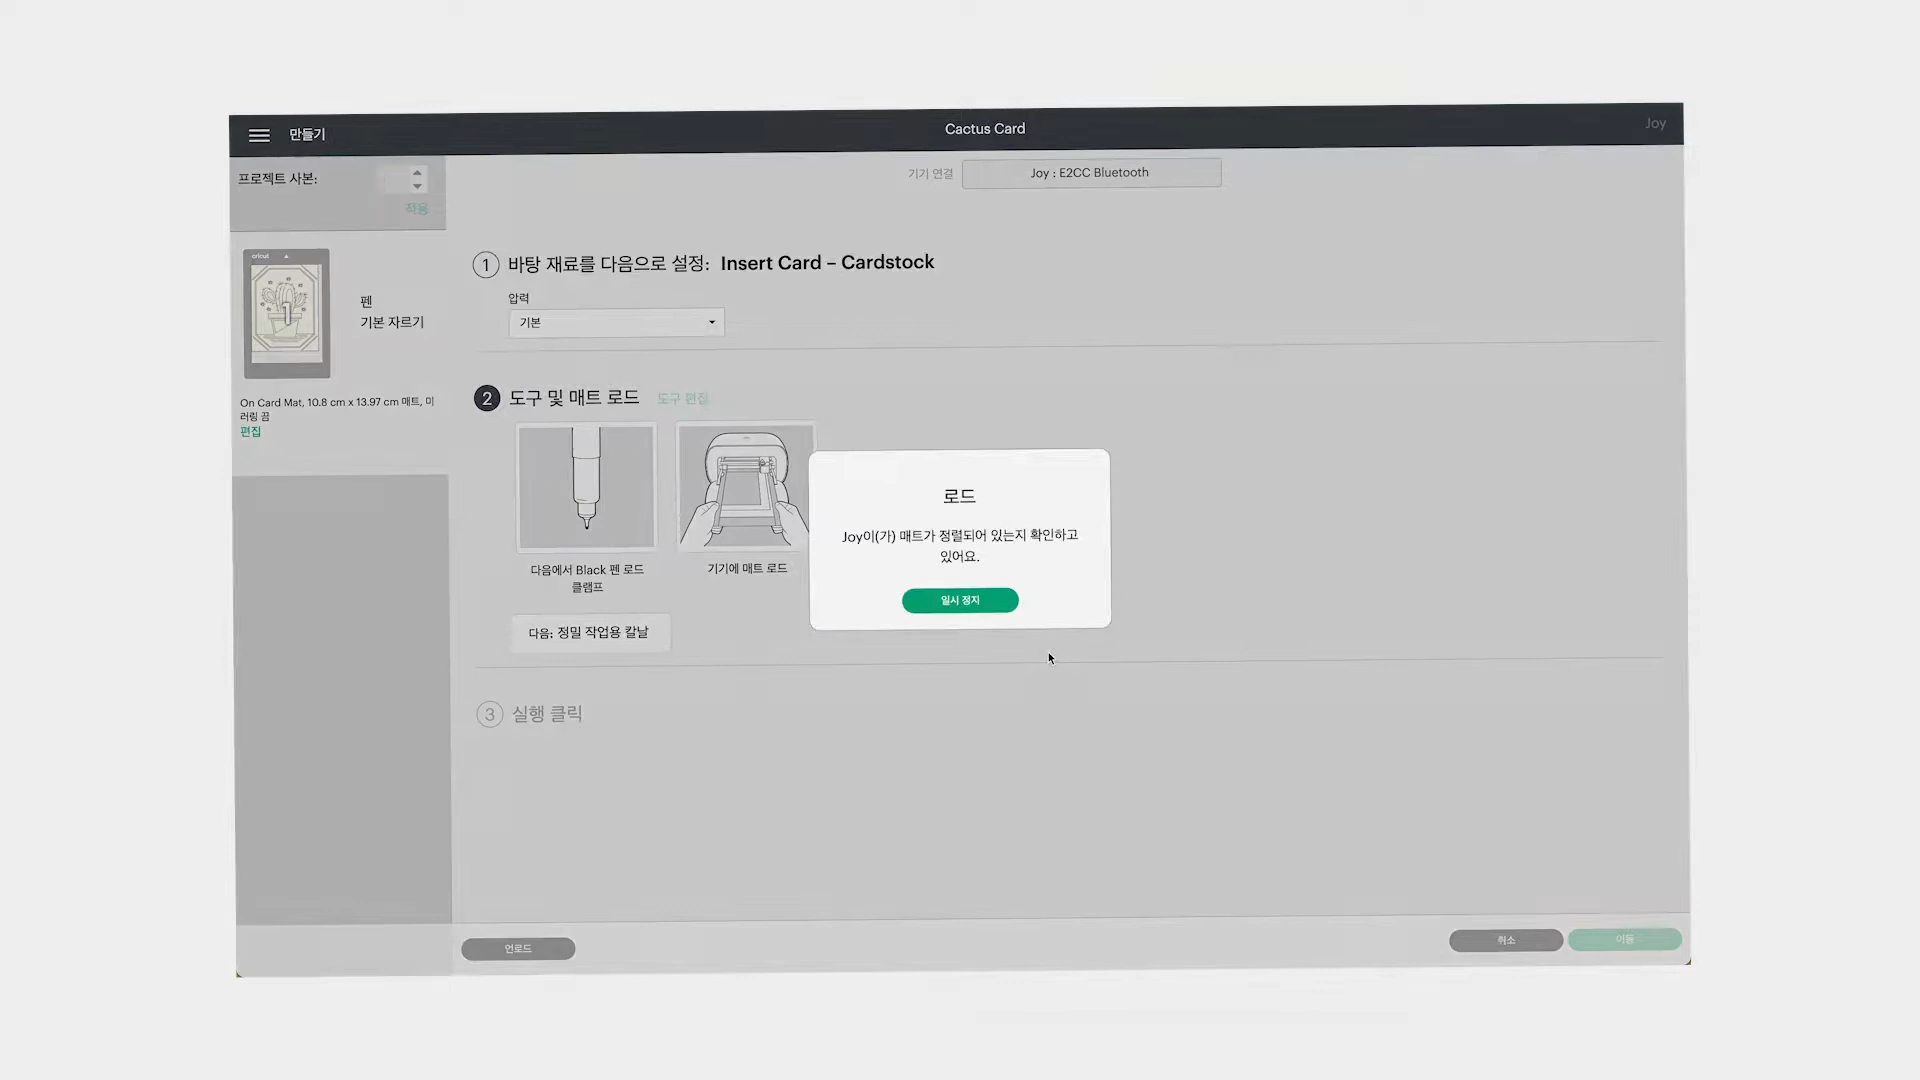 만들기
Cactus Card
Joy
프로젝트 사본:
적용
기기 연결
Joy : E2CC Bluetooth
cricut
펜
기본 자르기
On Card Mat, 10.8 cm x 13.97 cm 매트, 미
러링 끔
편집
1 바탕 재료를 다음으로 설정: Insert Card – Cardstock
압력
기본
2 도구 및 매트 로드 도구 편집
다음에서 Black 펜 로드
클램프
기기에 매트 로드
다음: 정밀 작업용 칼날
로드
Joy이(가) 매트가 정렬되어 있는지 확인하고
있어요.
일시 정지
3 실행 클릭
언로드
취소
이동